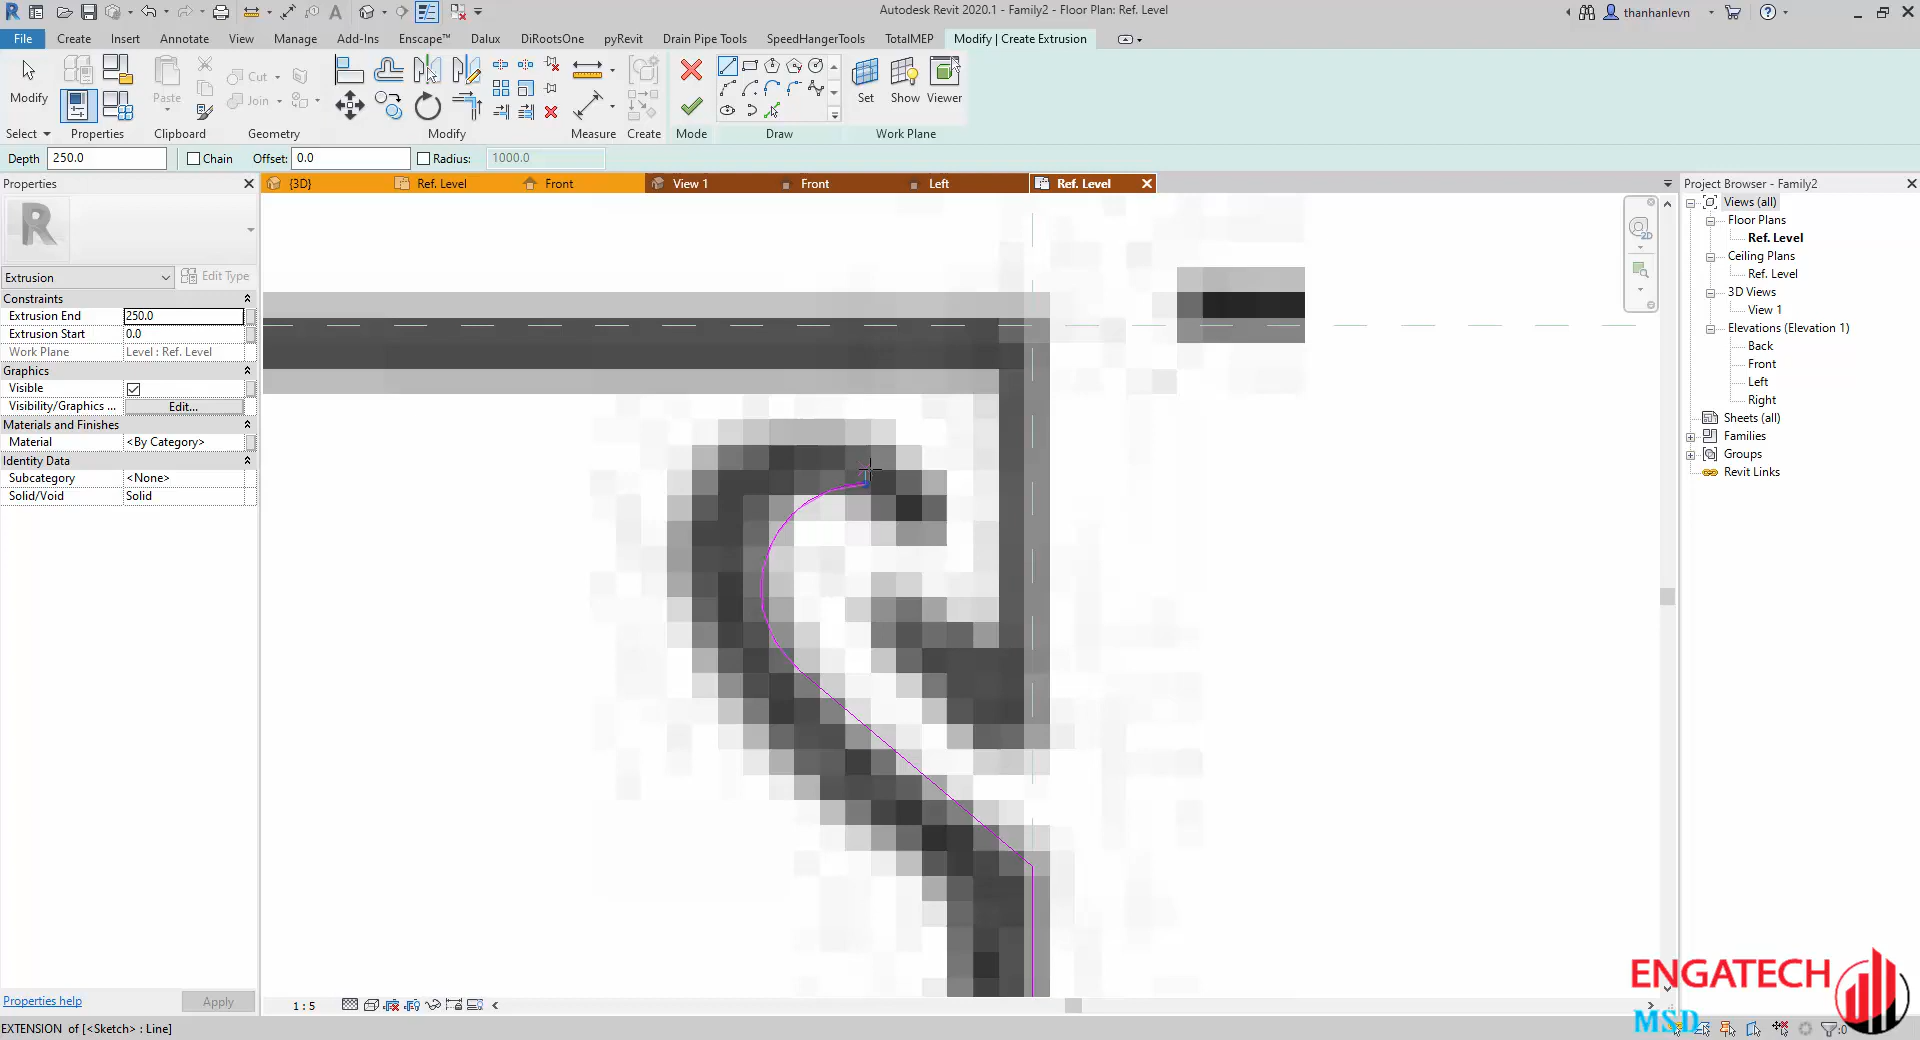 Autodesk Revit 2020.1 - Family2 - Floor Plan: Ref. Level
thanhanlevn
File Create Insert Annotate View Manage Add-Ins Enscape™ Dalux DiRootsOne pyRevit Drain Pipe Tools SpeedHangerTools TotalMEP Modify | Create Extrusion
Modify Paste Cut Join Set Show Viewer
Select Properties Clipboard Geometry Modify Measure Create Mode Draw Work Plane
Depth 250.0 Chain Offset: 0.0 Radius: 1000.0
Properties
{3D} Ref. Level Front View 1 Front Left Ref. Level
Project Browser - Family2
Extrusion Edit Type
Constraints
Extrusion End 250.0
Extrusion Start 0.0
Work Plane Level : Ref. Level
Graphics
Visible
Visibility/Graphics ... Edit...
Materials and Finishes
Material <By Category>
Identity Data
Subcategory <None>
Solid/Void Solid
Properties help Apply
2D
Views (all)
Floor Plans
Ref. Level
Ceiling Plans
Ref. Level
3D Views
View 1
Elevations (Elevation 1)
Back
Front
Left
Right
Sheets (all)
Families
Groups
Revit Links
1 : 5
EXTENSION of [<Sketch> : Line]
ENGATECH
MSD
:0